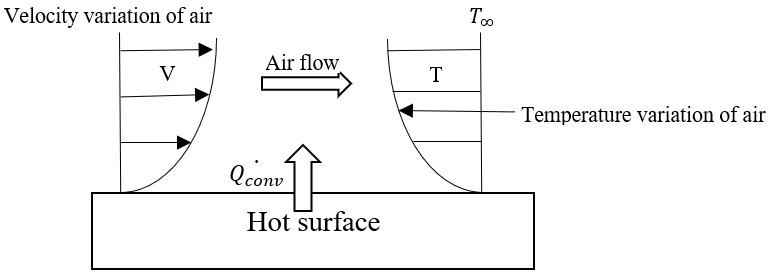 Velocity variation of air
T∞
Air flow
V
T
Temperature variation of air
Q̇conv
Hot surface